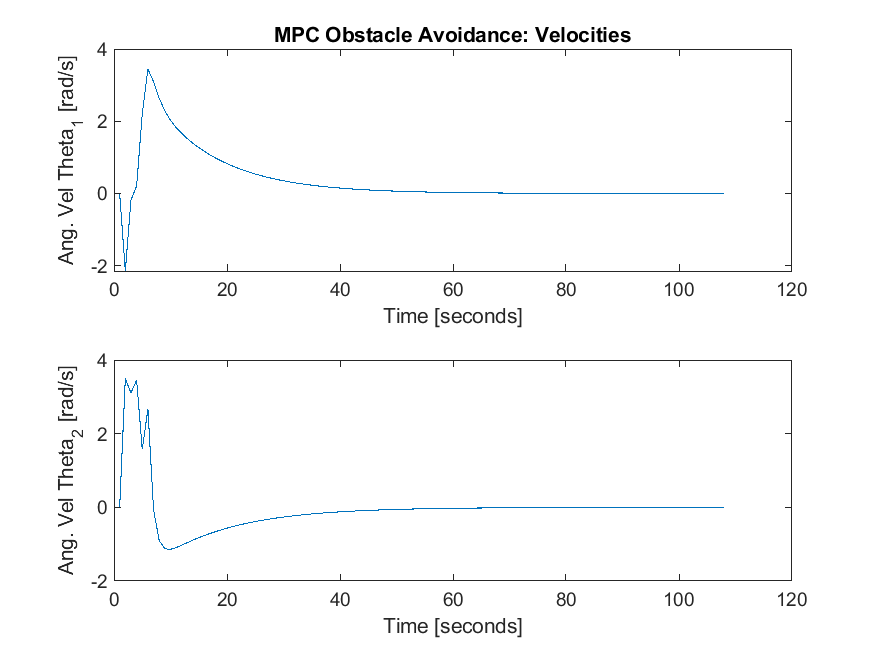 MPC Obstacle Avoidance: Velocities
4
2
0
-2
Ang. Vel Theta1 [rad/s]
0 20 40 60 80 100 120
Time [seconds]
4
2
0
-2
Ang. Vel Theta2 [rad/s]
0 20 40 60 80 100 120
Time [seconds]